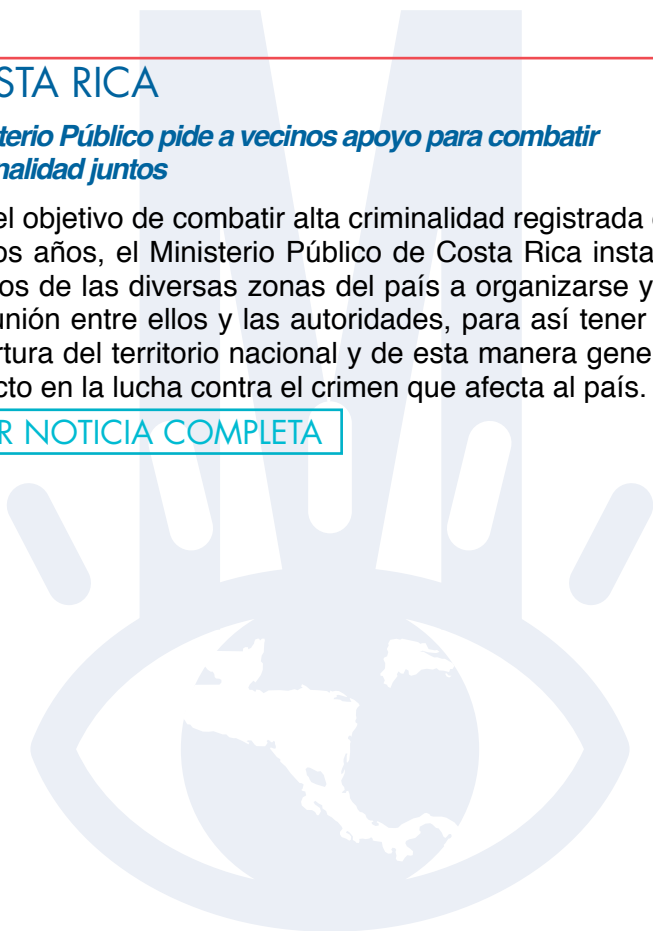 STA RICA
terio Público pide a vecinos apoyo para combatir
nalidad juntos
el objetivo de combatir alta criminalidad registrada
os años, el Ministerio Público de Costa Rica insta
os de las diversas zonas del país a organizarse y
unión entre ellos y las autoridades, para así tener
rtura del territorio nacional y de esta manera gene
cto en la lucha contra el crimen que afecta al país.
R NOTICIA COMPLETA